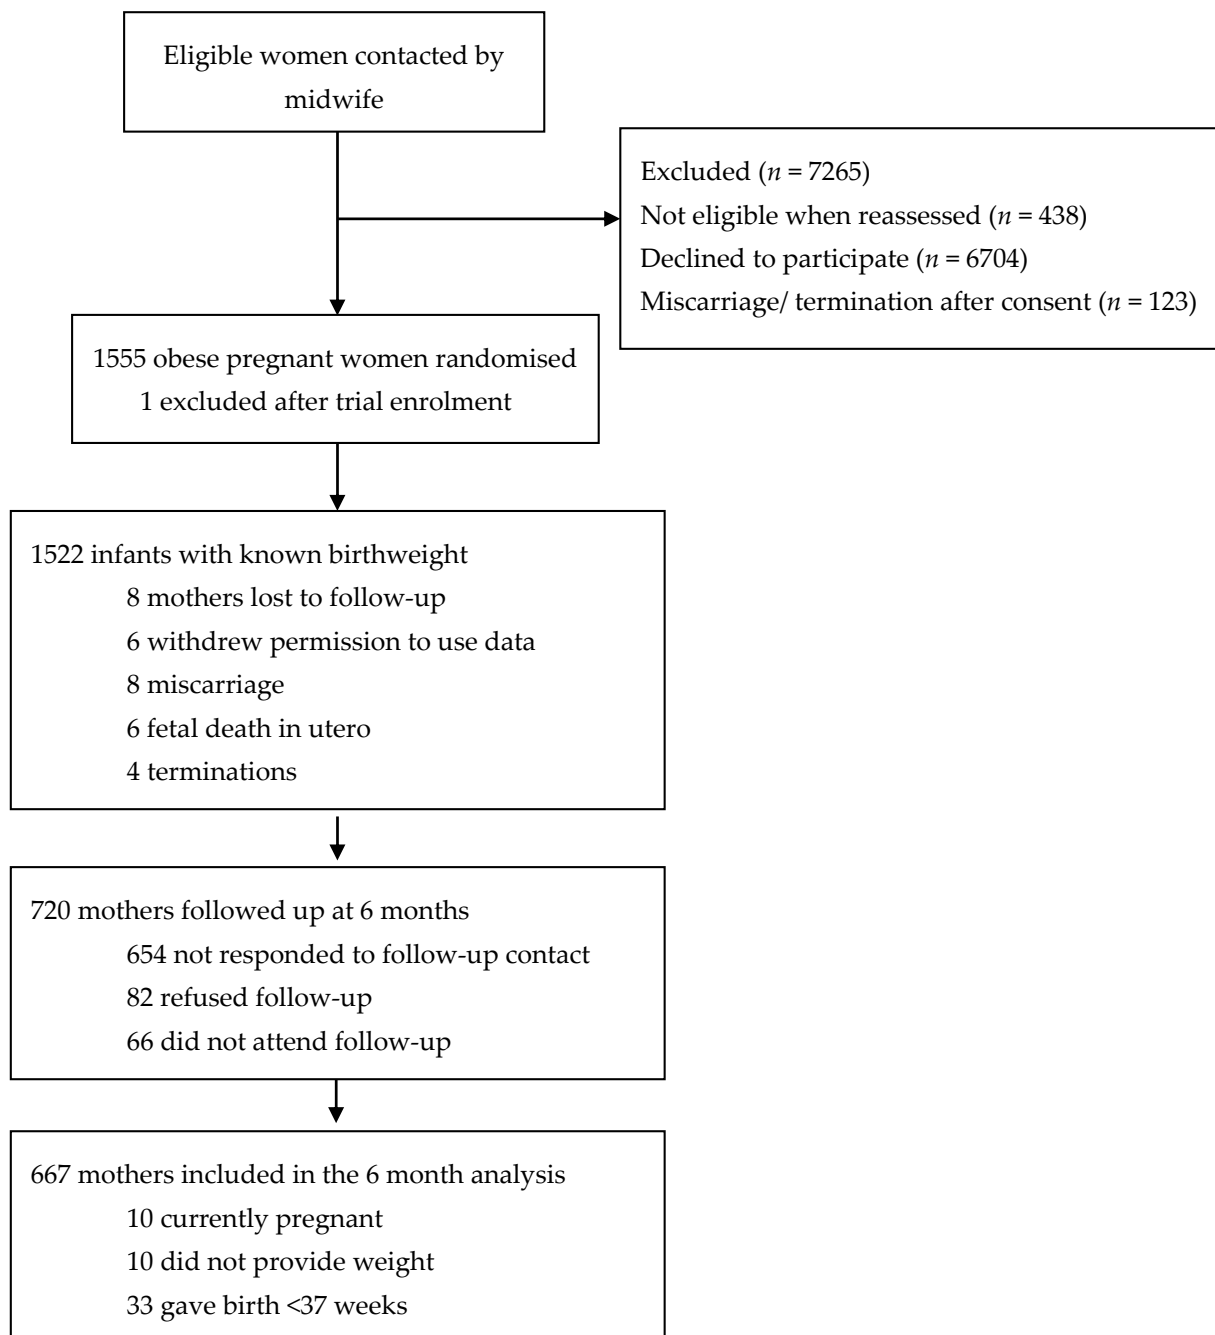 Eligible women contacted by
midwife
Excluded (n = 7265)
Not eligible when reassessed (n = 438)
Declined to participate (n = 6704)
Miscarriage/ termination after consent (n = 123)
1555 obese pregnant women randomised
1 excluded after trial enrolment
1522 infants with known birthweight
8 mothers lost to follow-up
6 withdrew permission to use data
8 miscarriage
6 fetal death in utero
4 terminations
720 mothers followed up at 6 months
654 not responded to follow-up contact
82 refused follow-up
66 did not attend follow-up
667 mothers included in the 6 month analysis
10 currently pregnant
10 did not provide weight
33 gave birth <37 weeks